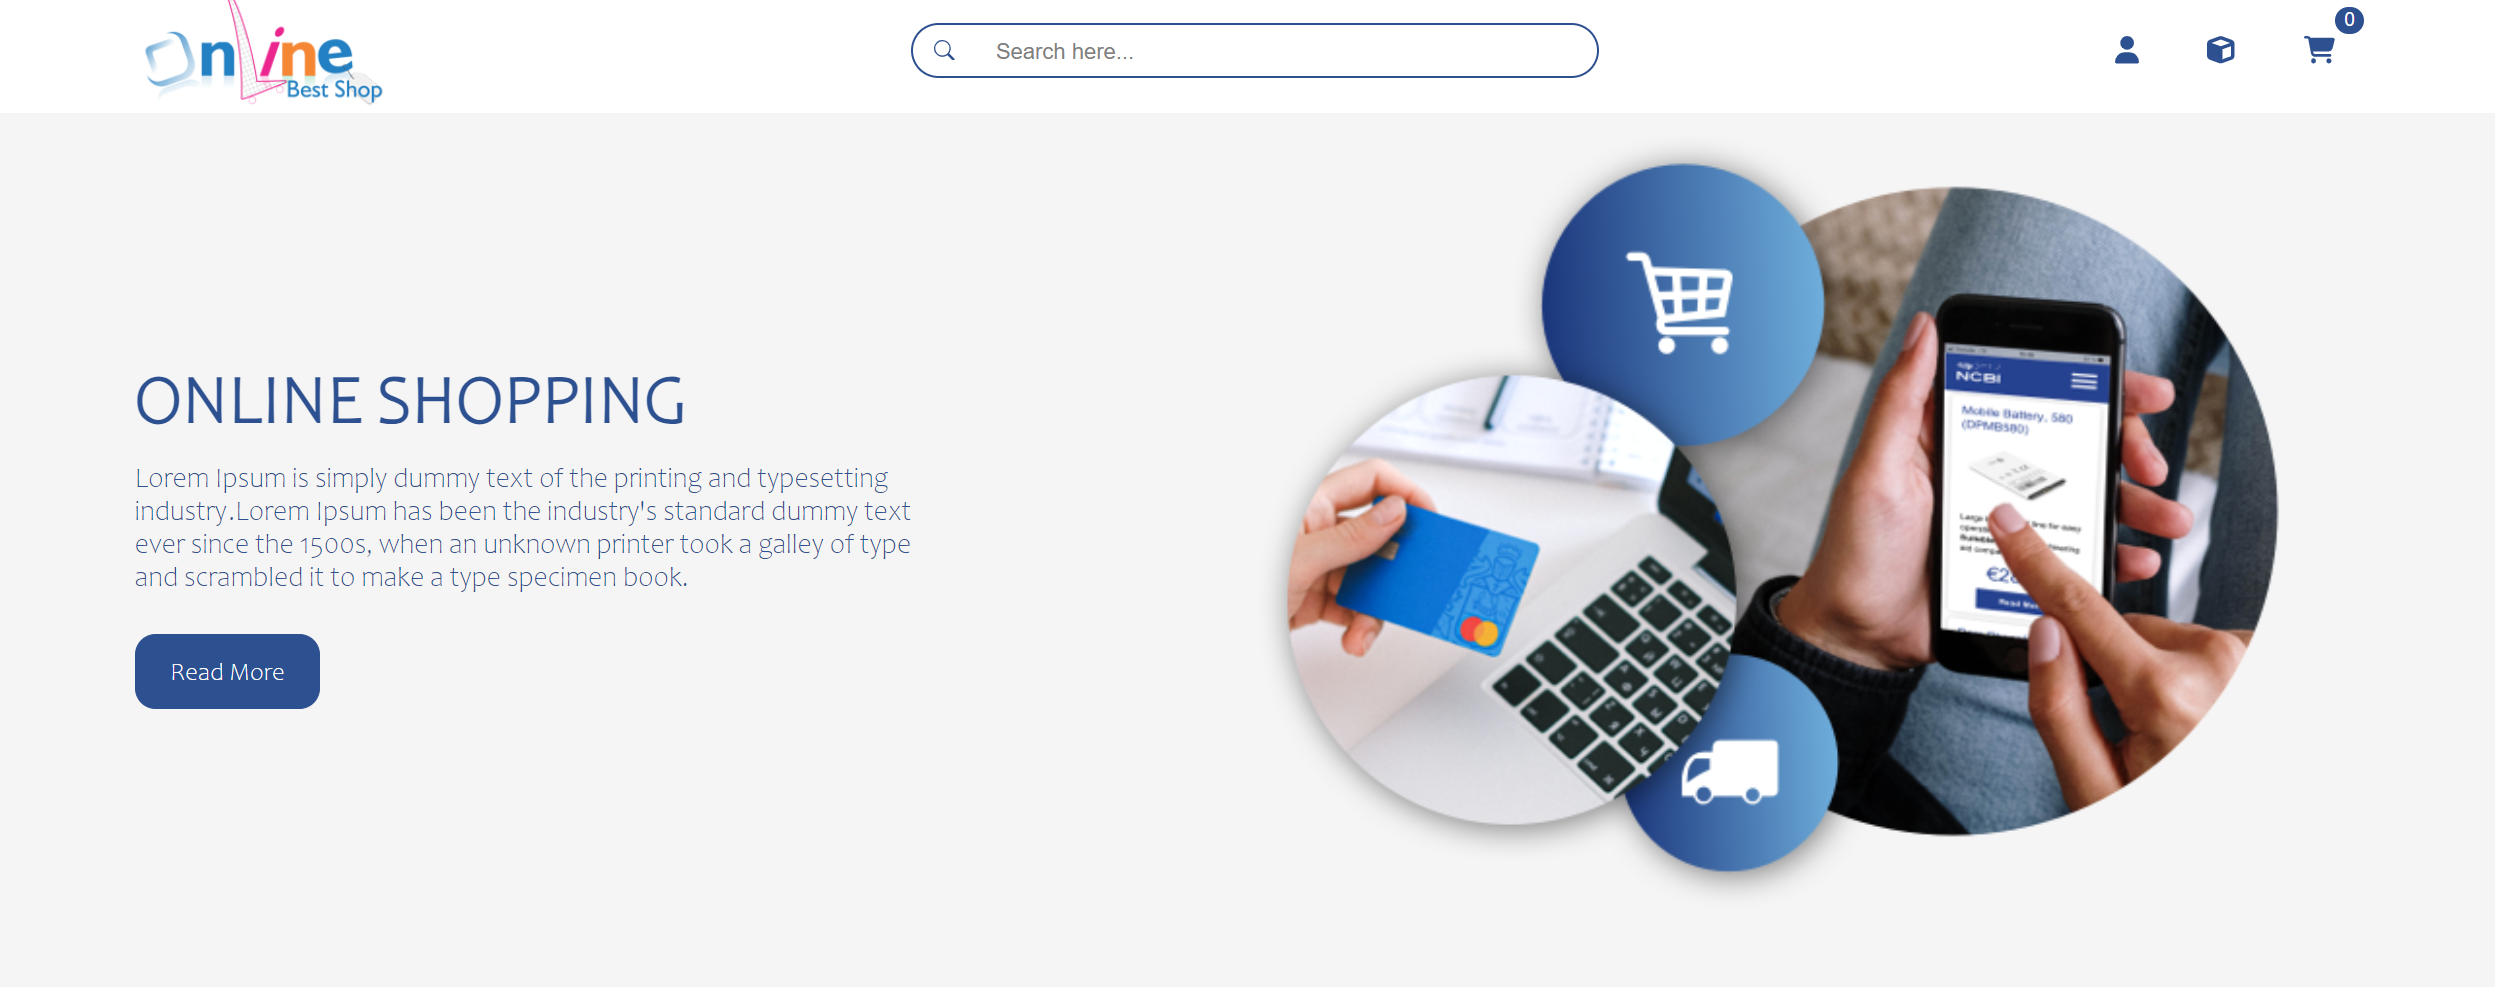 OnLine
Best Shop
Search here...
0
ONLINE SHOPPING
Lorem Ipsum is simply dummy text of the printing and typesetting
industry.Lorem Ipsum has been the industry's standard dummy text
ever since the 1500s, when an unknown printer took a galley of type
and scrambled it to make a type specimen book.
Read More
NCBI
Mobile Battery, 580
(DPMB580)
Read